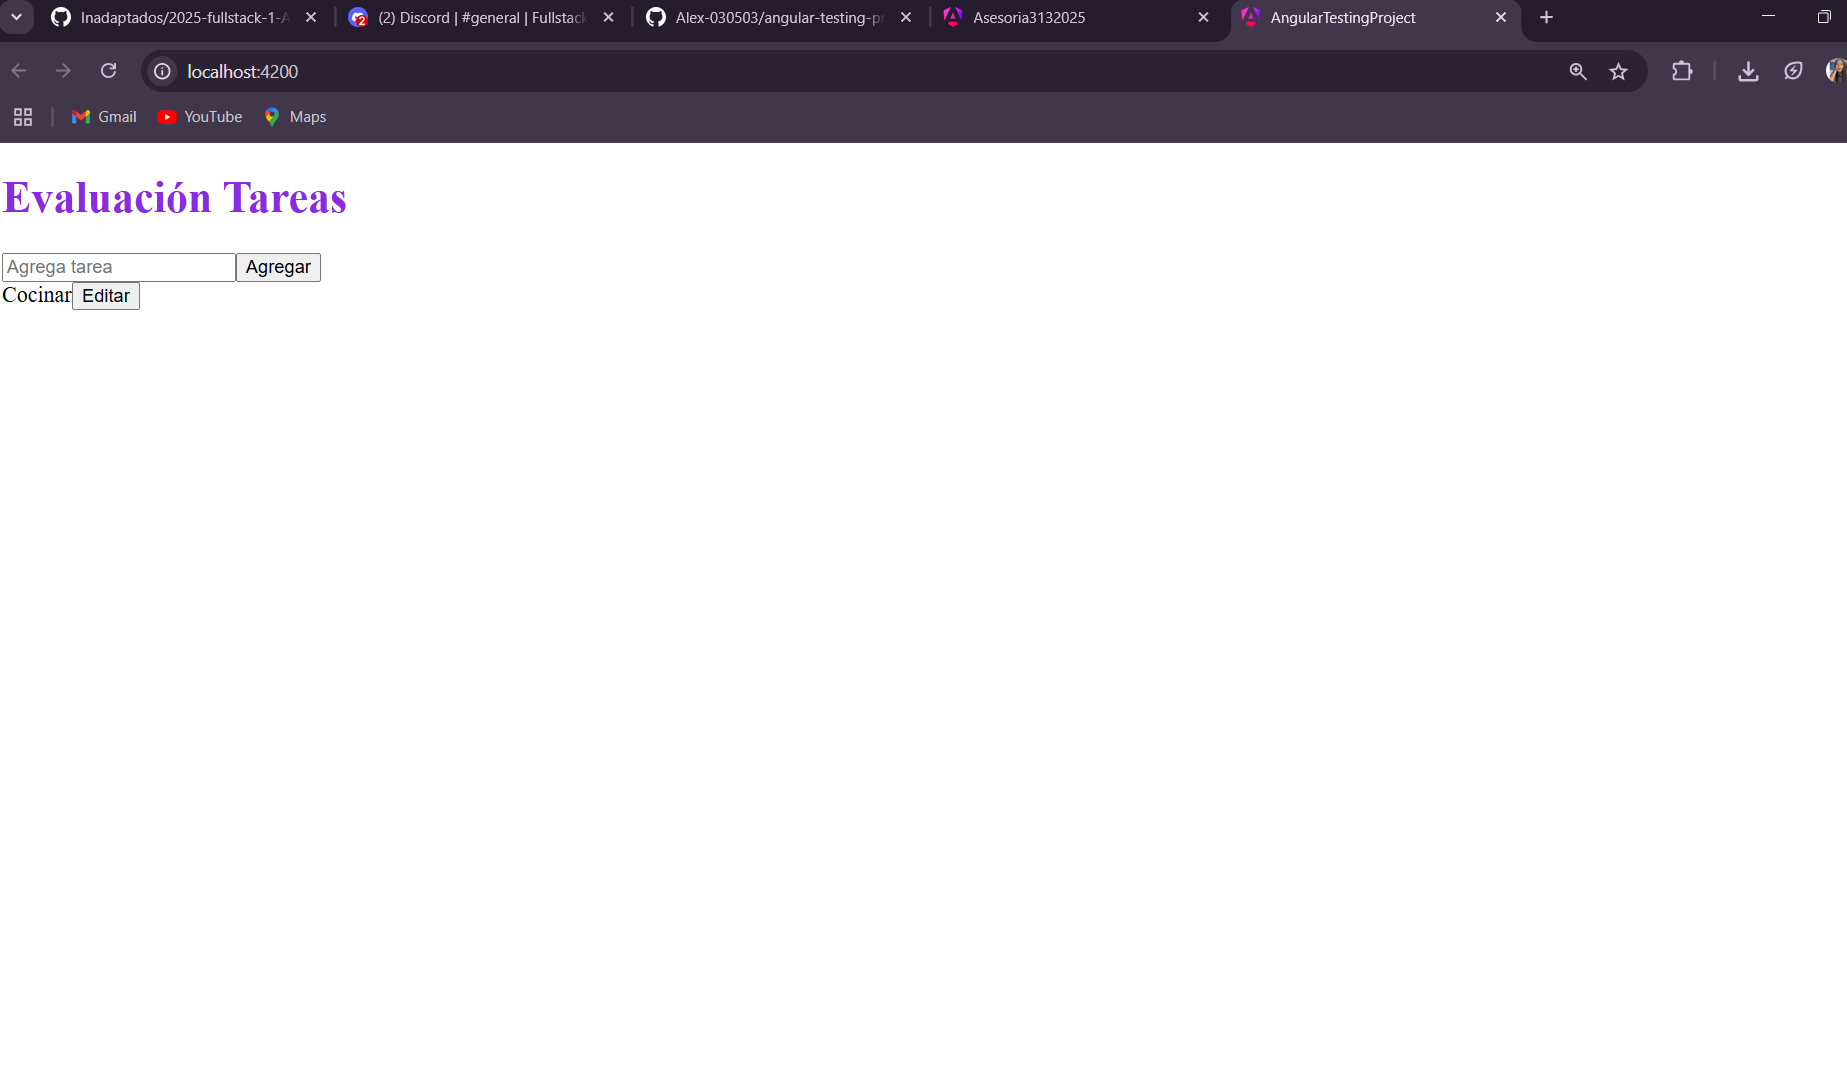 Inadaptados/2025-fullstack-1-A
(2) Discord | #general | Fullstack
Alex-030503/angular-testing-pr
Asesoria3132025
AngularTestingProject
localhost:4200
Gmail
YouTube
Maps
Evaluación Tareas
Agrega tarea Agregar
Cocinar Editar